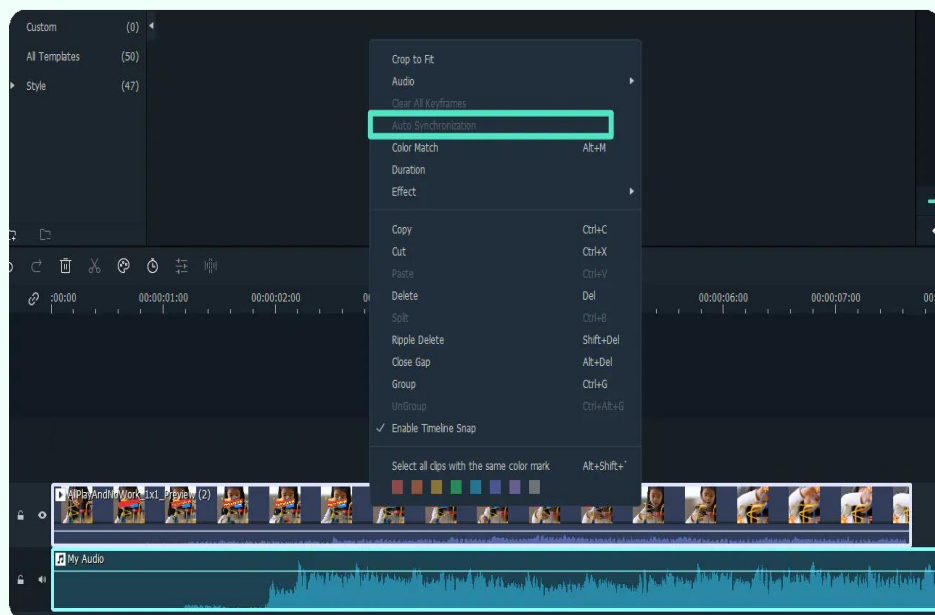 Custom (0)
All Templates (50)
Style (47)
Crop to Fit
Audio
Clear All Keyframes
Auto Synchronization
Color Match Alt+M
Duration
Effect
Copy Ctrl+C
Cut Ctrl+X
Paste Ctrl+V
Delete Del
Split Ctrl+B
Ripple Delete Shift+Del
Close Gap Alt+Del
Group Ctrl+G
UnGroup Ctrl+Alt+G
Enable Timeline Snap
Select all clips with the same color mark Alt+Shift+`
:00:00 00:00:01:00 00:00:02:00 00 00:00:06:00 00:00:07:00 00:
AlPlayAndNoWork_1x1_Preview (2)
My Audio